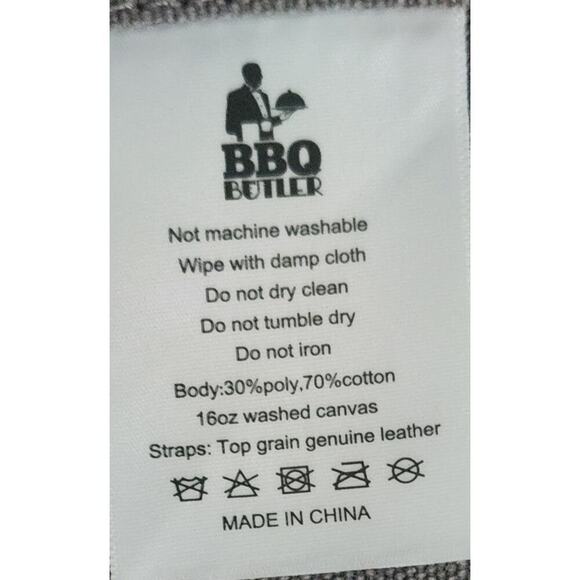 BBQ
BUTLER
Not machine washable
Wipe with damp cloth
Do not dry clean
Do not tumble dry
Do not iron
Body:30%poly,70%cotton
16oz washed canvas
Straps: Top grain genuine leather
MADE IN CHINA